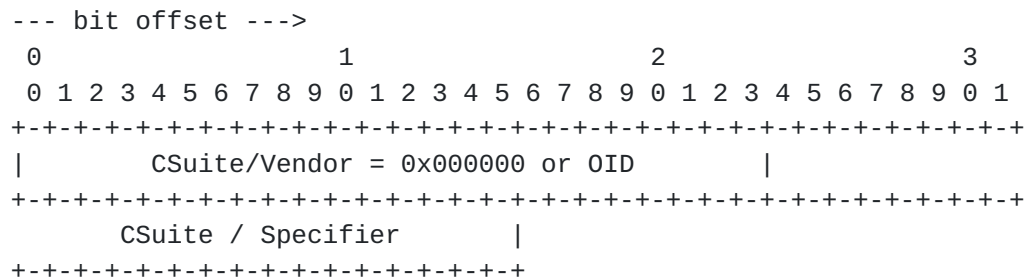 --- bit offset --->
 0                   1                   2                   3
 0 1 2 3 4 5 6 7 8 9 0 1 2 3 4 5 6 7 8 9 0 1 2 3 4 5 6 7 8 9 0 1
+-+-+-+-+-+-+-+-+-+-+-+-+-+-+-+-+-+-+-+-+-+-+-+-+-+-+-+-+-+-+-+-+
|        CSuite/Vendor = 0x000000 or OID        |
+-+-+-+-+-+-+-+-+-+-+-+-+-+-+-+-+-+-+-+-+-+-+-+-+-+-+-+-+-+-+-+-+
       CSuite / Specifier       |
+-+-+-+-+-+-+-+-+-+-+-+-+-+-+-+-+